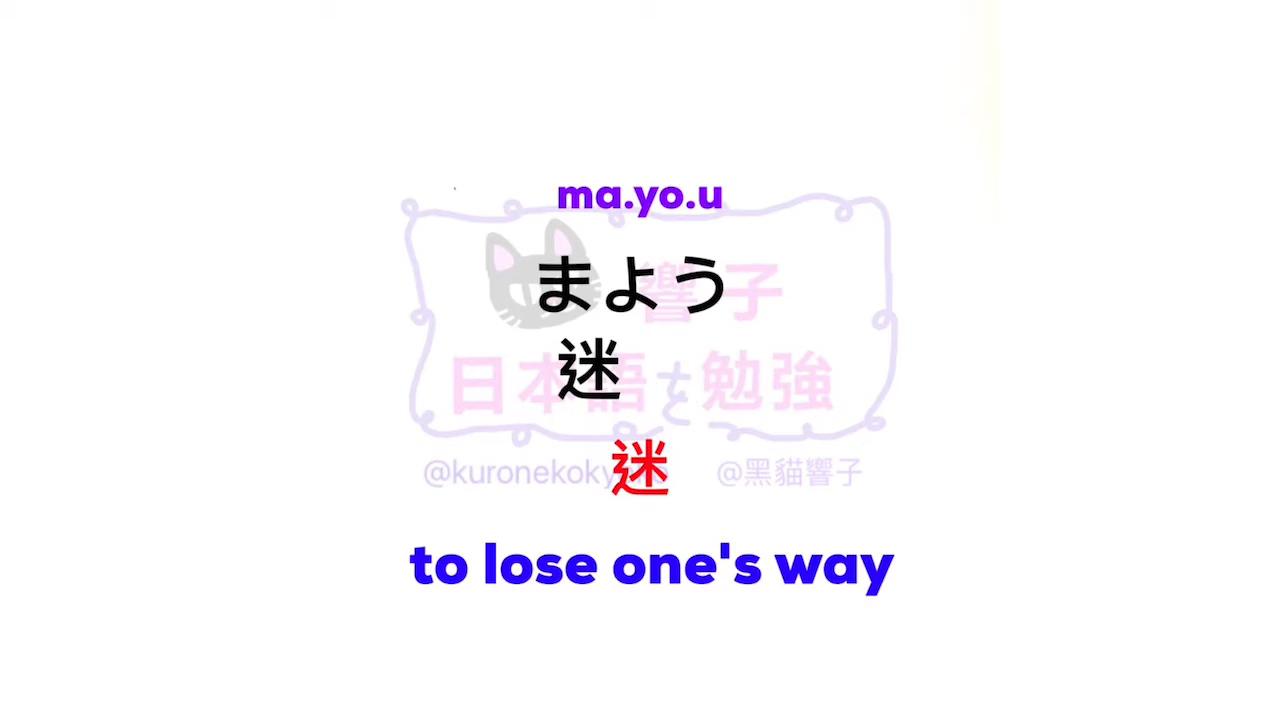 ma.yo.u
まよう
響子
迷
日本語を勉強
迷
@黑貓響子
to lose one's way